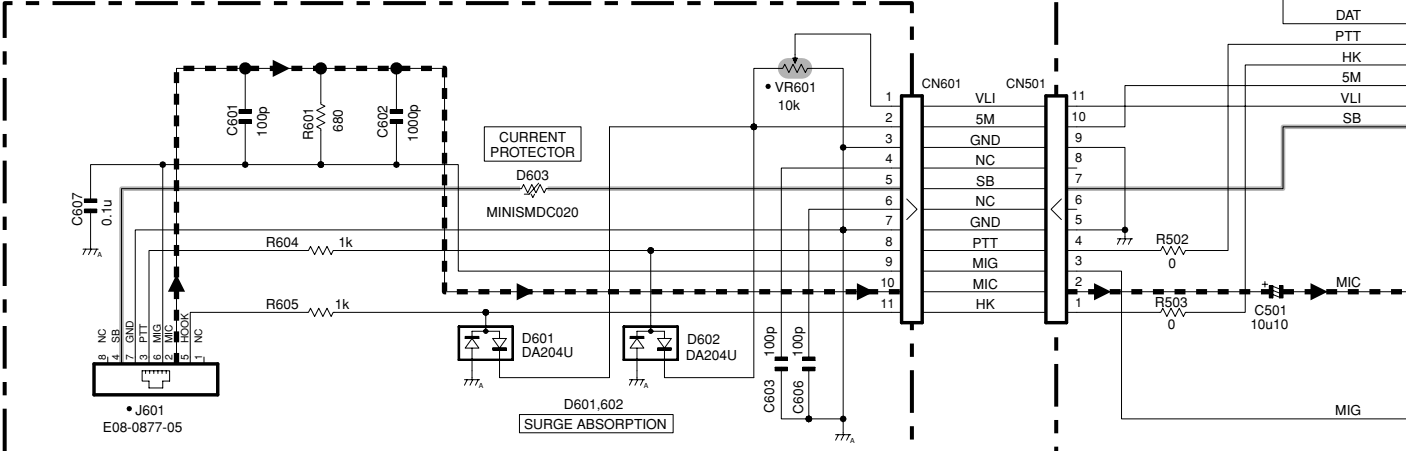 DAT
PTT
HK
5M
VLI
SB
C601
100p
R601
680
C602
1000p
VR601
10k
CN601
CN501
1 VLI 11
2 5M 10
3 GND 9
4 NC 8
5 SB 7
6 NC 6
7 GND 5
8 PTT 4
9 MIG 3
10 MIC 2
11 HK 1
CURRENT
PROTECTOR
D603
MINISMDC020
C607
0.1u
A
R604 1k
R605 1k
R502
0
R503
0
C501
10u10
+
MIC
MIG
8 NC
4 SB
7 GND
3 PTT
6 MIG
2 MIC
5 HOOK
1 NC
J601
E08-0877-05
D601
DA204U
A
D602
DA204U
A
D601,602
SURGE ABSORPTION
C603
100p
C606
100p
A